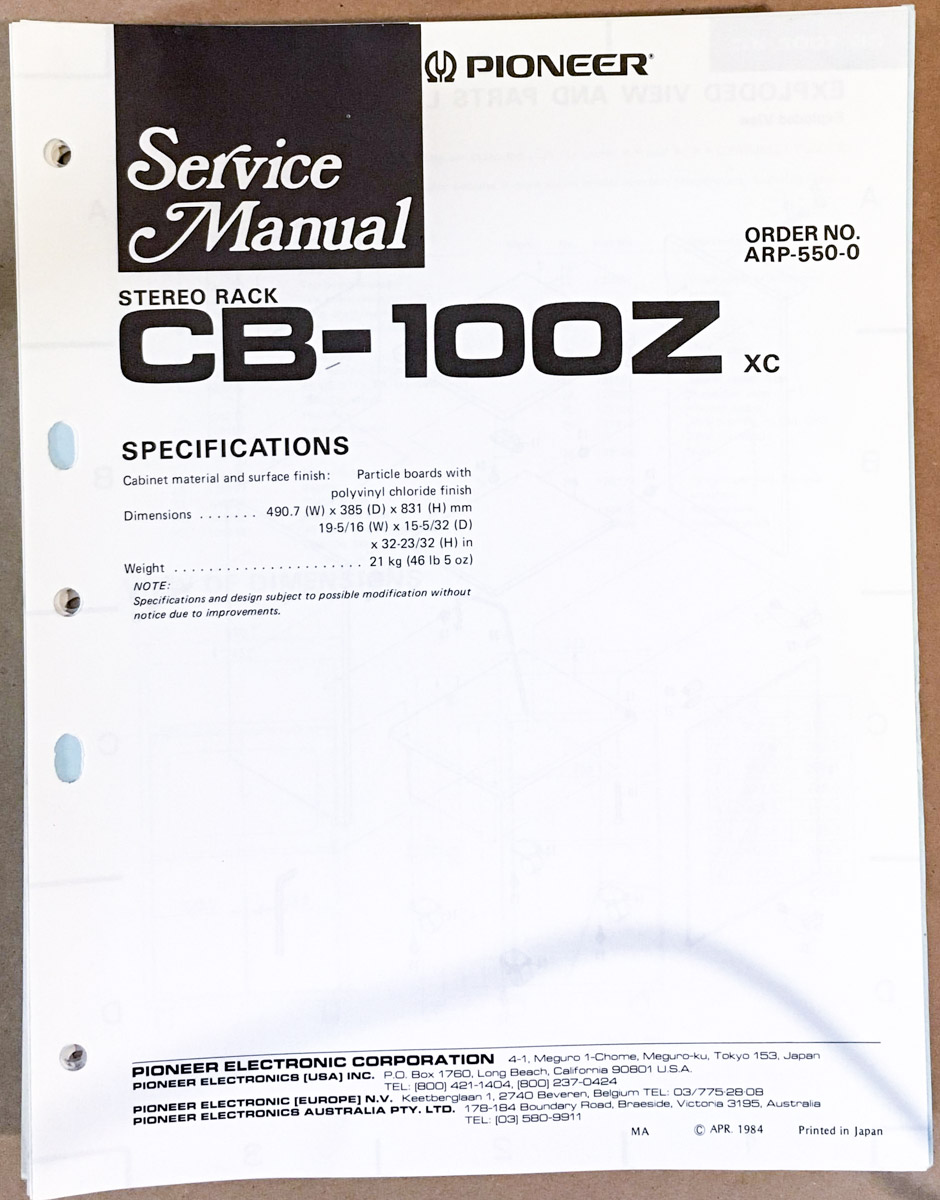 PIONEER
Service
Manual
ORDER NO.
ARP-550-0
STEREO RACK
CB-100Z XC
SPECIFICATIONS
Cabinet material and surface finish: Particle boards with
polyvinyl chloride finish
Dimensions ....... 490.7 (W) x 385 (D) x 831 (H) mm
19-5/16 (W) x 15-5/32 (D)
x 32-23/32 (H) in
Weight ...................... 21 kg (46 lb 5 oz)
NOTE:
Specifications and design subject to possible modification without
notice due to improvements.
PIONEER ELECTRONIC CORPORATION 4-1, Meguro 1-Chome, Meguro-ku, Tokyo 153, Japan
PIONEER ELECTRONICS [USA] INC. P.O. Box 1760, Long Beach, California 90801 U.S.A.
TEL: [800] 421-1404, [800] 237-0424
PIONEER ELECTRONIC [EUROPE] N.V. Keetberglaan 1, 2740 Beveren, Belgium TEL: 03/775·28·08
PIONEER ELECTRONICS AUSTRALIA PTY. LTD. 178-184 Boundary Road, Braeside, Victoria 3195, Australia
TEL: [03] 580-9911
MA © APR. 1984 Printed in Japan